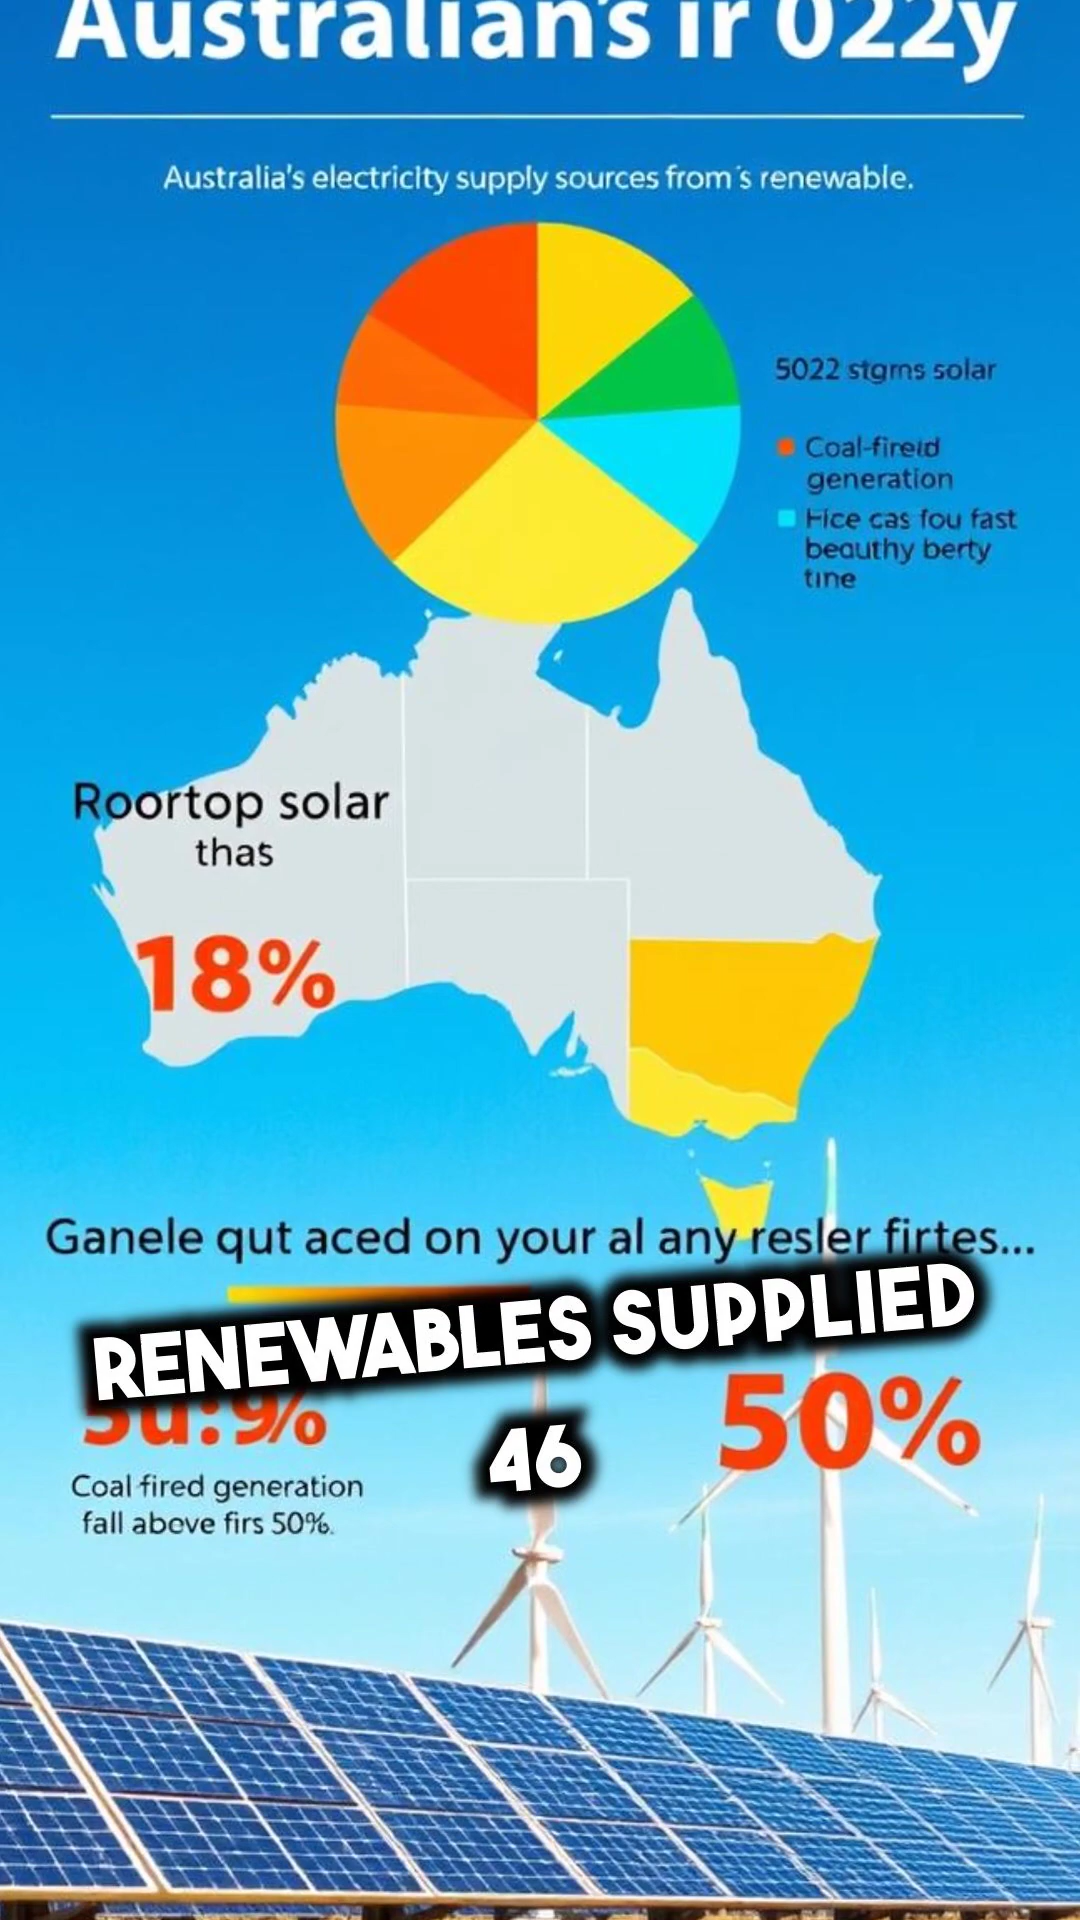 Australian's ir 022y
Australia's electricity supply sources from's renewable.
5022 stgms solar
Coal-fireid
generation
Fice cas fou fast
beauthy berty
tine
Roortop solar
thas
18%
Ganele qut aced on your al any resler firtes...
RENEWABLES SUPPLIED
46
50%
Coal fired generation
fall above firs 50%.